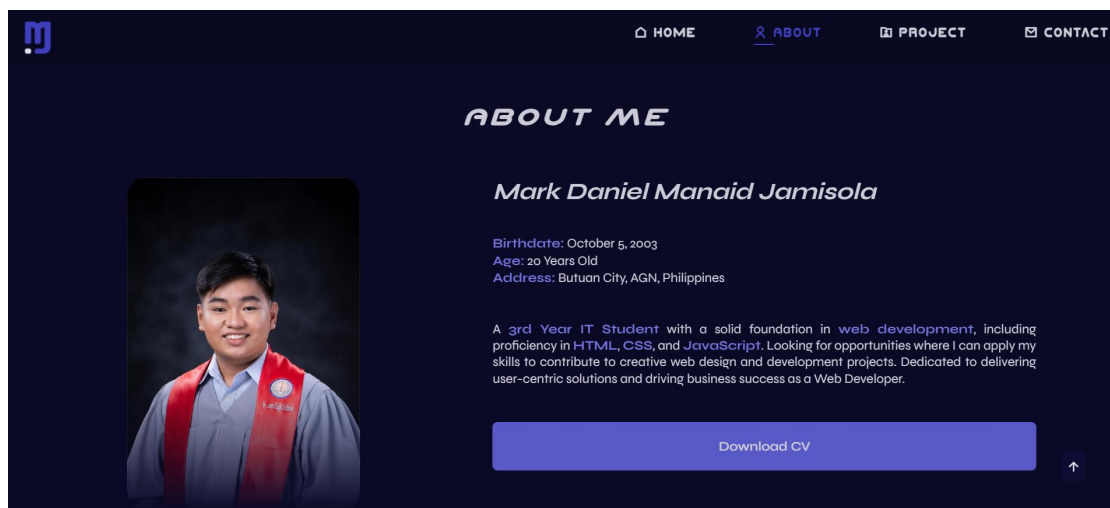 HOME ABOUT PROJECT CONTACT
ABOUT ME
Mark Daniel Manaid Jamisola
Birthdate: October 5, 2003
Age: 20 Years Old
Address: Butuan City, AGN, Philippines
A 3rd Year IT Student with a solid foundation in web development, including
proficiency in HTML, CSS, and JavaScript. Looking for opportunities where I can apply my
skills to contribute to creative web design and development projects. Dedicated to delivering
user-centric solutions and driving business success as a Web Developer.
Download CV